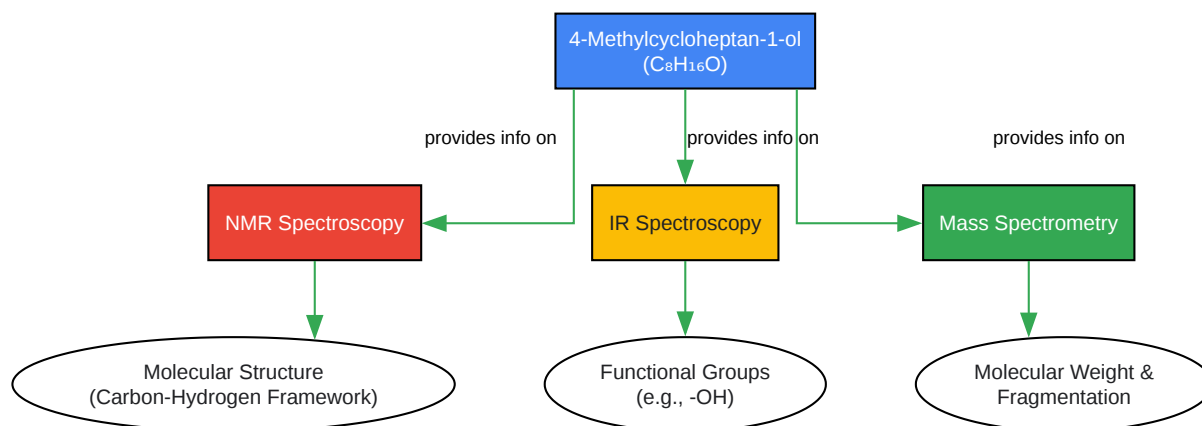 4-Methylcycloheptan-1-ol
(C₈H₁₆O)
provides info on
provides info on
provides info on
NMR Spectroscopy
IR Spectroscopy
Mass Spectrometry
Molecular Structure
(Carbon-Hydrogen Framework)
Functional Groups
(e.g., -OH)
Molecular Weight &
Fragmentation